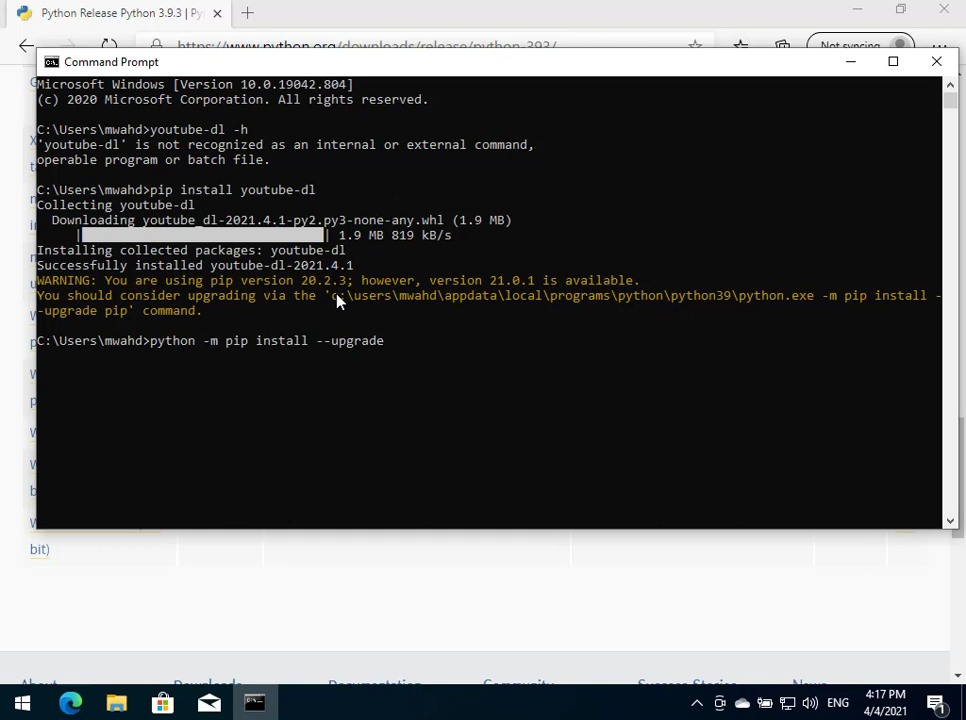 Python Release Python 3.9.3 | Py
https://www.python.org/downloads/release/python-393/
Not syncing
Command Prompt
Microsoft Windows [Version 10.0.19042.804]
(c) 2020 Microsoft Corporation. All rights reserved.
C:\Users\mwahd>youtube-dl -h
'youtube-dl' is not recognized as an internal or external command,
operable program or batch file.
C:\Users\mwahd>pip install youtube-dl
Collecting youtube-dl
Downloading youtube_dl-2021.4.1-py2.py3-none-any.whl (1.9 MB)
| | 1.9 MB 819 kB/s
Installing collected packages: youtube-dl
Successfully installed youtube-dl-2021.4.1
WARNING: You are using pip version 20.2.3; however, version 21.0.1 is available.
You should consider upgrading via the 'c:\users\mwahd\appdata\local\programs\python\python39\python.exe -m pip install -
-upgrade pip' command.
C:\Users\mwahd>python -m pip install --upgrade
bit)
About
Downloads
Documentation
Community
Success Stories
News
ENG
4:17 PM
4/4/2021
1